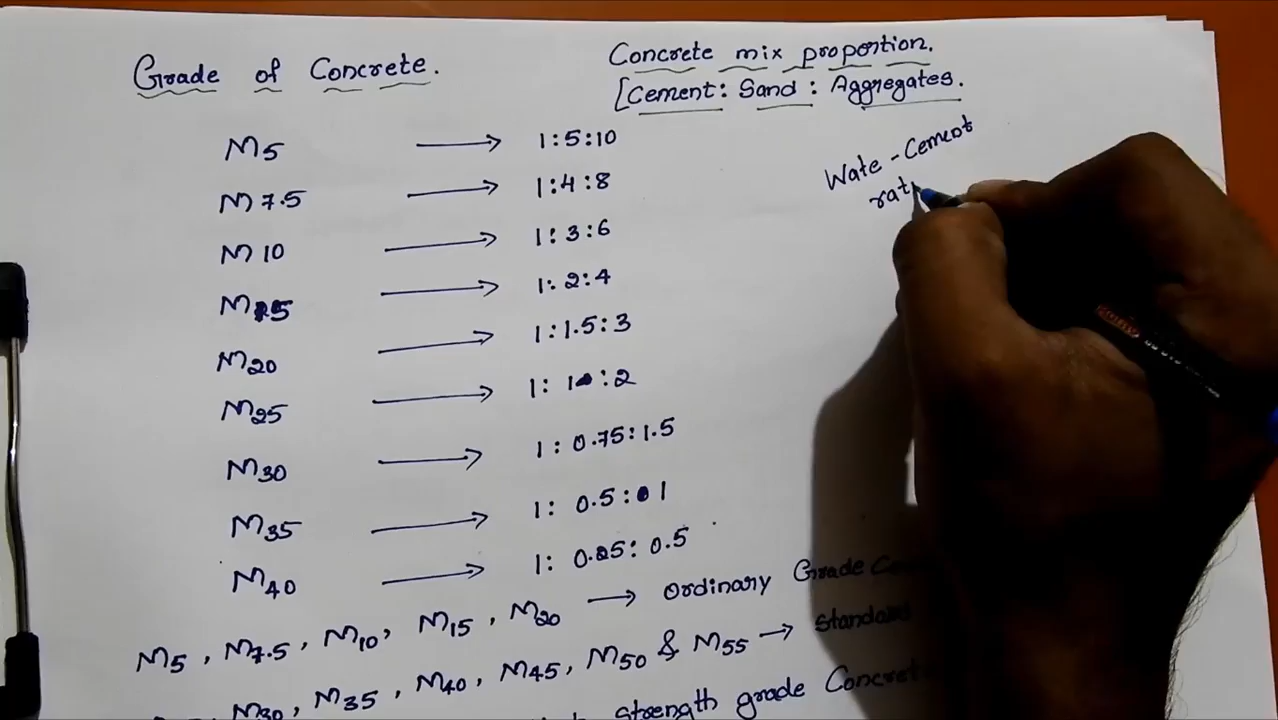 Grade of Concrete.
Concrete mix proportion.
[Cement: Sand : Aggregates.
M5 → 1:5:10
M7.5 → 1:4:8
M10 → 1:3:6
M15 → 1:2:4
M20 → 1:1.5:3
M25 → 1:1:2
M30 → 1:0.75:1.5
M35 → 1:0.5:1
M40 → 1:0.25:0.5
Wate-Cement
rat
M5, M7.5, M10, M15, M20 → Ordinary Grade
M30, M35, M40, M45, M50 & M55 → Standard
strength grade Concrete